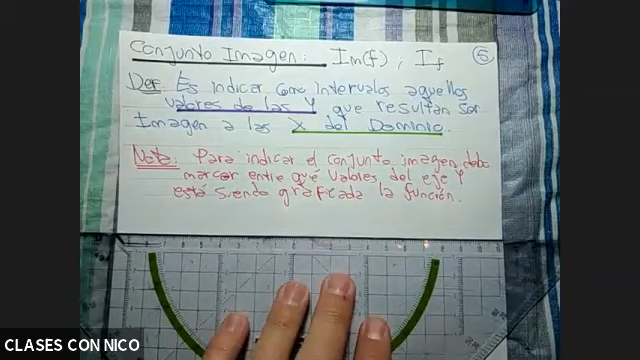 Conjunto Imagen: Im(f) , If
5
Def: Es indicar como intervalos aquellos
valores de las Y que resultan ser
Imagen a las X del Dominio.
Nota: Para indicar el conjunto imagen debo
marcar entre qué valores del eje Y
está siendo graficada la función.
CLASES CON NICO